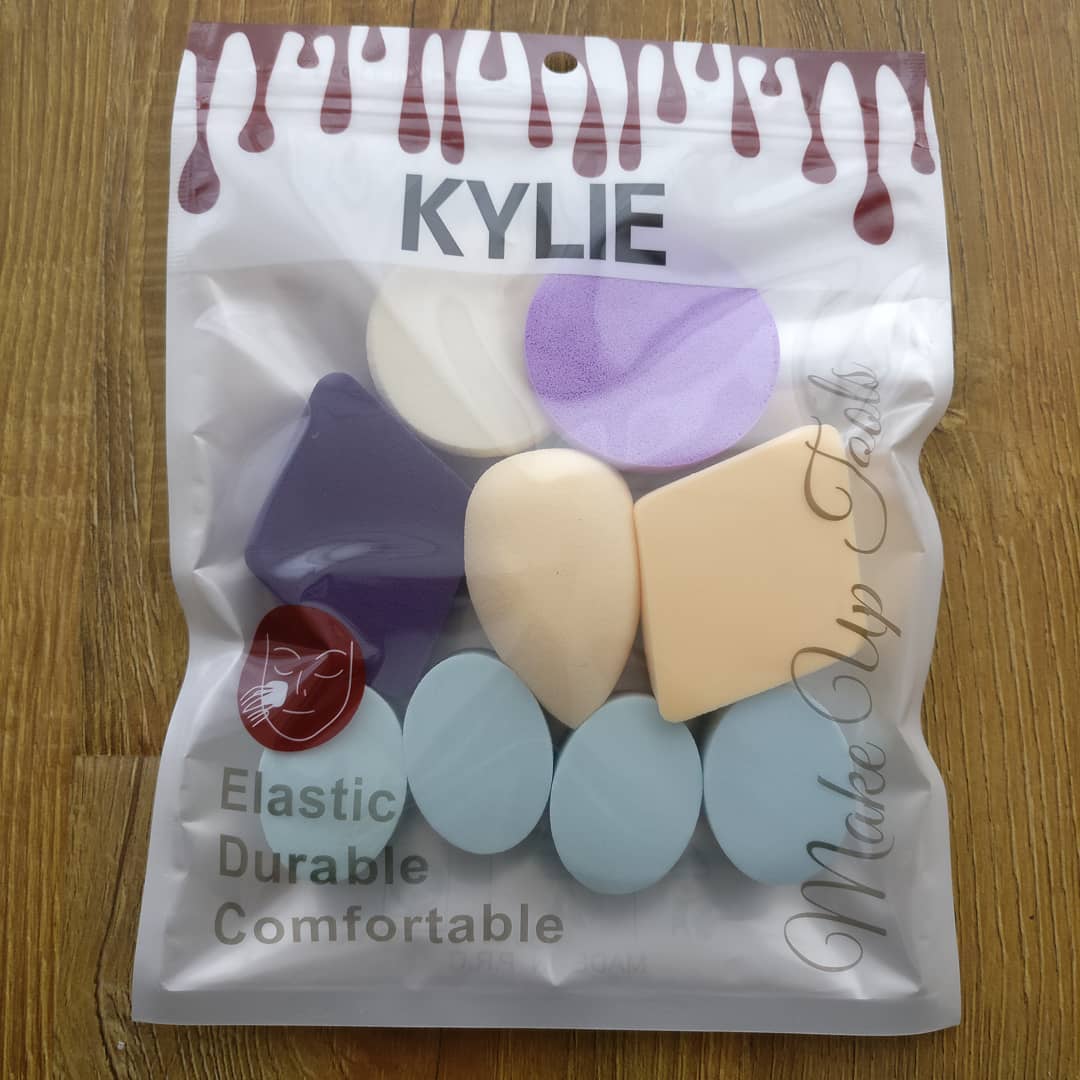 KYLIE
Make Up Tools
Elastic
Durable
Comfortable